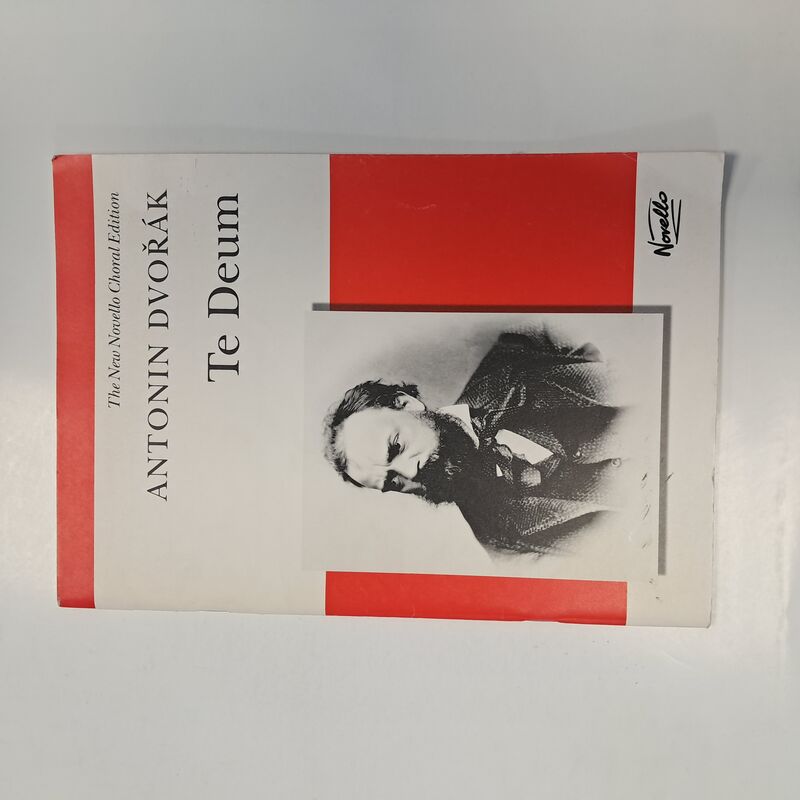 The New Novello Choral Edition
ANTONIN DVOŘÁK
Te Deum
Novello